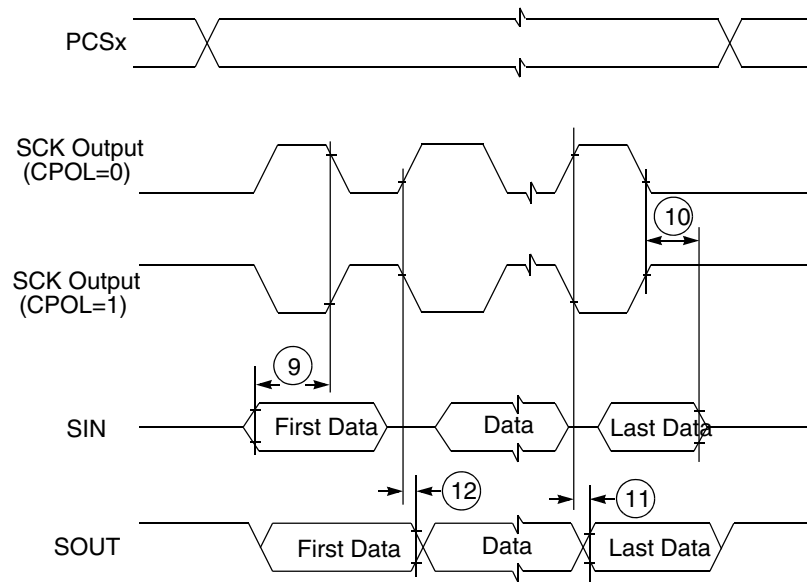 PCSx
SCK Output
(CPOL=0)
10
SCK Output
(CPOL=1)
9
SIN
First Data
Data
Last Data
12
11
SOUT
First Data
Data
Last Data